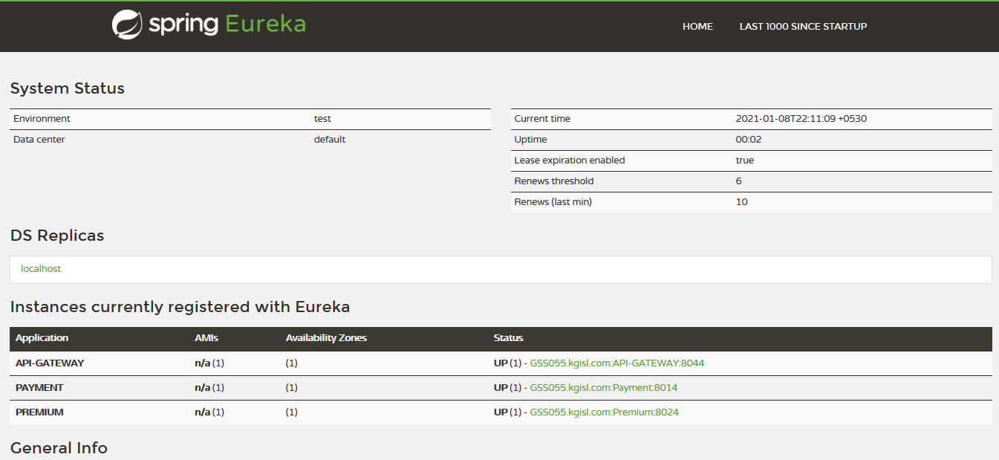 spring Eureka
HOME LAST 1000 SINCE STARTUP
System Status
Environment test
Data center default
Current time 2021-01-08T22:11:09 +0530
Uptime 00:02
Lease expiration enabled true
Renews threshold 6
Renews (last min) 10
DS Replicas
localhost
Instances currently registered with Eureka
Application AMIs Availability Zones Status
API-GATEWAY n/a (1) (1) UP (1) - GSS055.kgisl.com:API-GATEWAY:8044
PAYMENT n/a (1) (1) UP (1) - GSS055.kgisl.com:Payment:8014
PREMIUM n/a (1) (1) UP (1) - GSS055.kgisl.com:Premium:8024
General Info